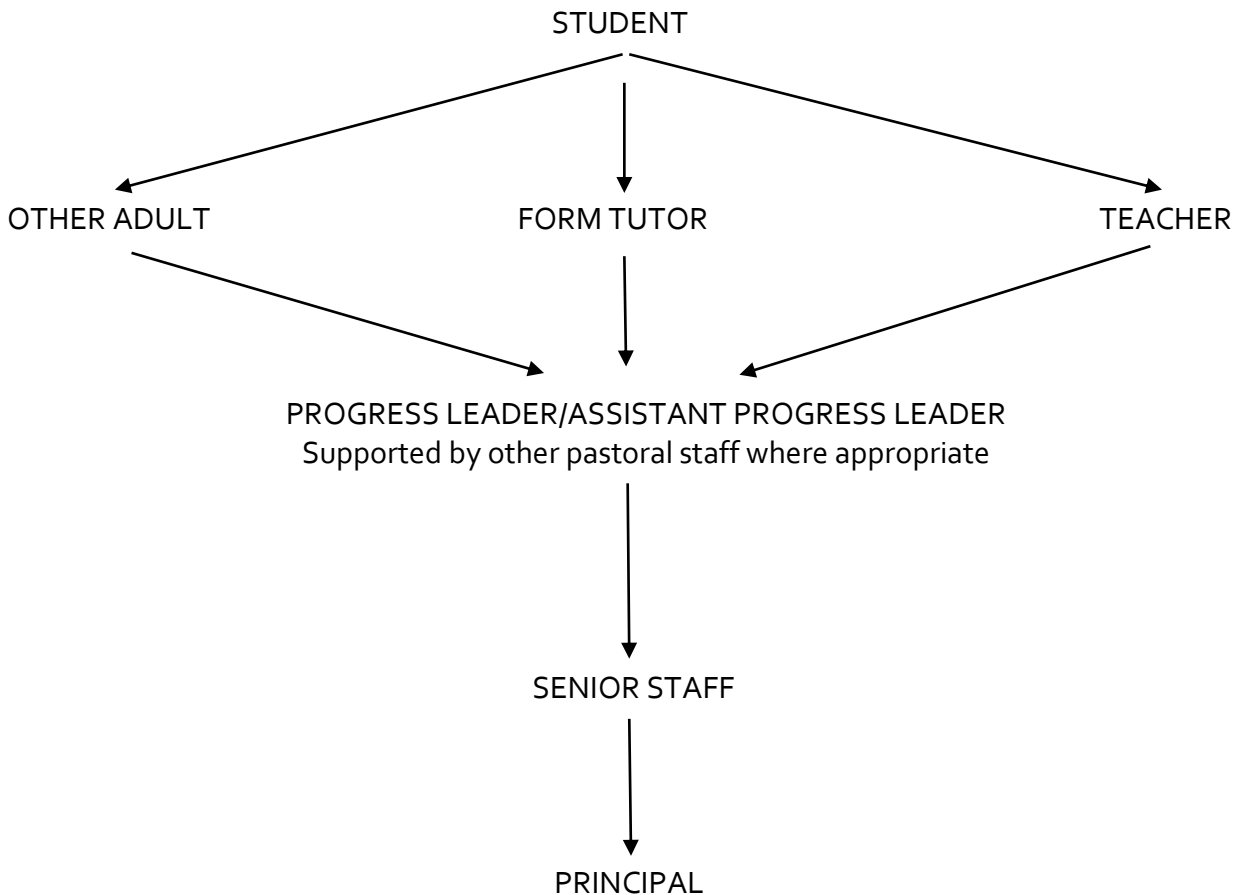 STUDENT
OTHER ADULT
FORM TUTOR
TEACHER
PROGRESS LEADER/ASSISTANT PROGRESS LEADER
Supported by other pastoral staff where appropriate
SENIOR STAFF
PRINCIPAL